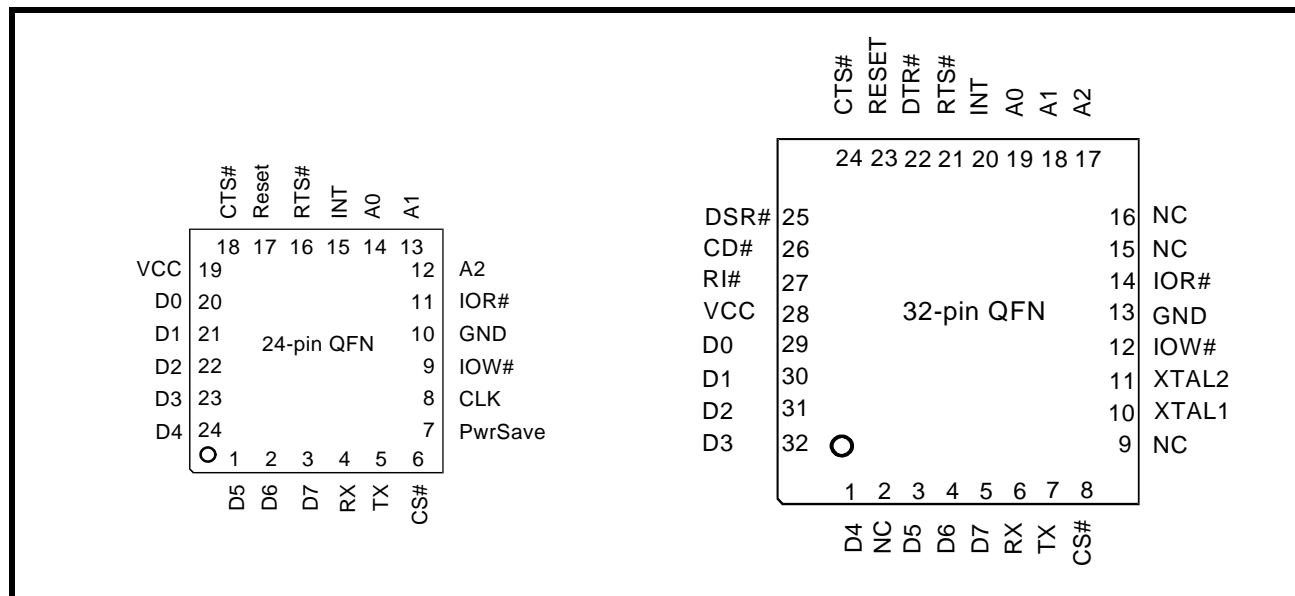 CTS# Reset RTS# INT A0 A1
18 17 16 15 14 13
VCC 19 12 A2
D0 20 11 IOR#
D1 21 10 GND
24-pin QFN
D2 22 9 IOW#
D3 23 8 CLK
D4 24 7 PwrSave
1 2 3 4 5 6
D5 D6 D7 RX TX CS#
CTS# RESET DTR# RTS# INT A0 A1 A2
24 23 22 21 20 19 18 17
DSR# 25 16 NC
CD# 26 15 NC
RI# 27 14 IOR#
VCC 28 32-pin QFN 13 GND
D0 29 12 IOW#
D1 30 11 XTAL2
D2 31 10 XTAL1
D3 32 9 NC
1 2 3 4 5 6 7 8
D4 NC D5 D6 D7 RX TX CS#